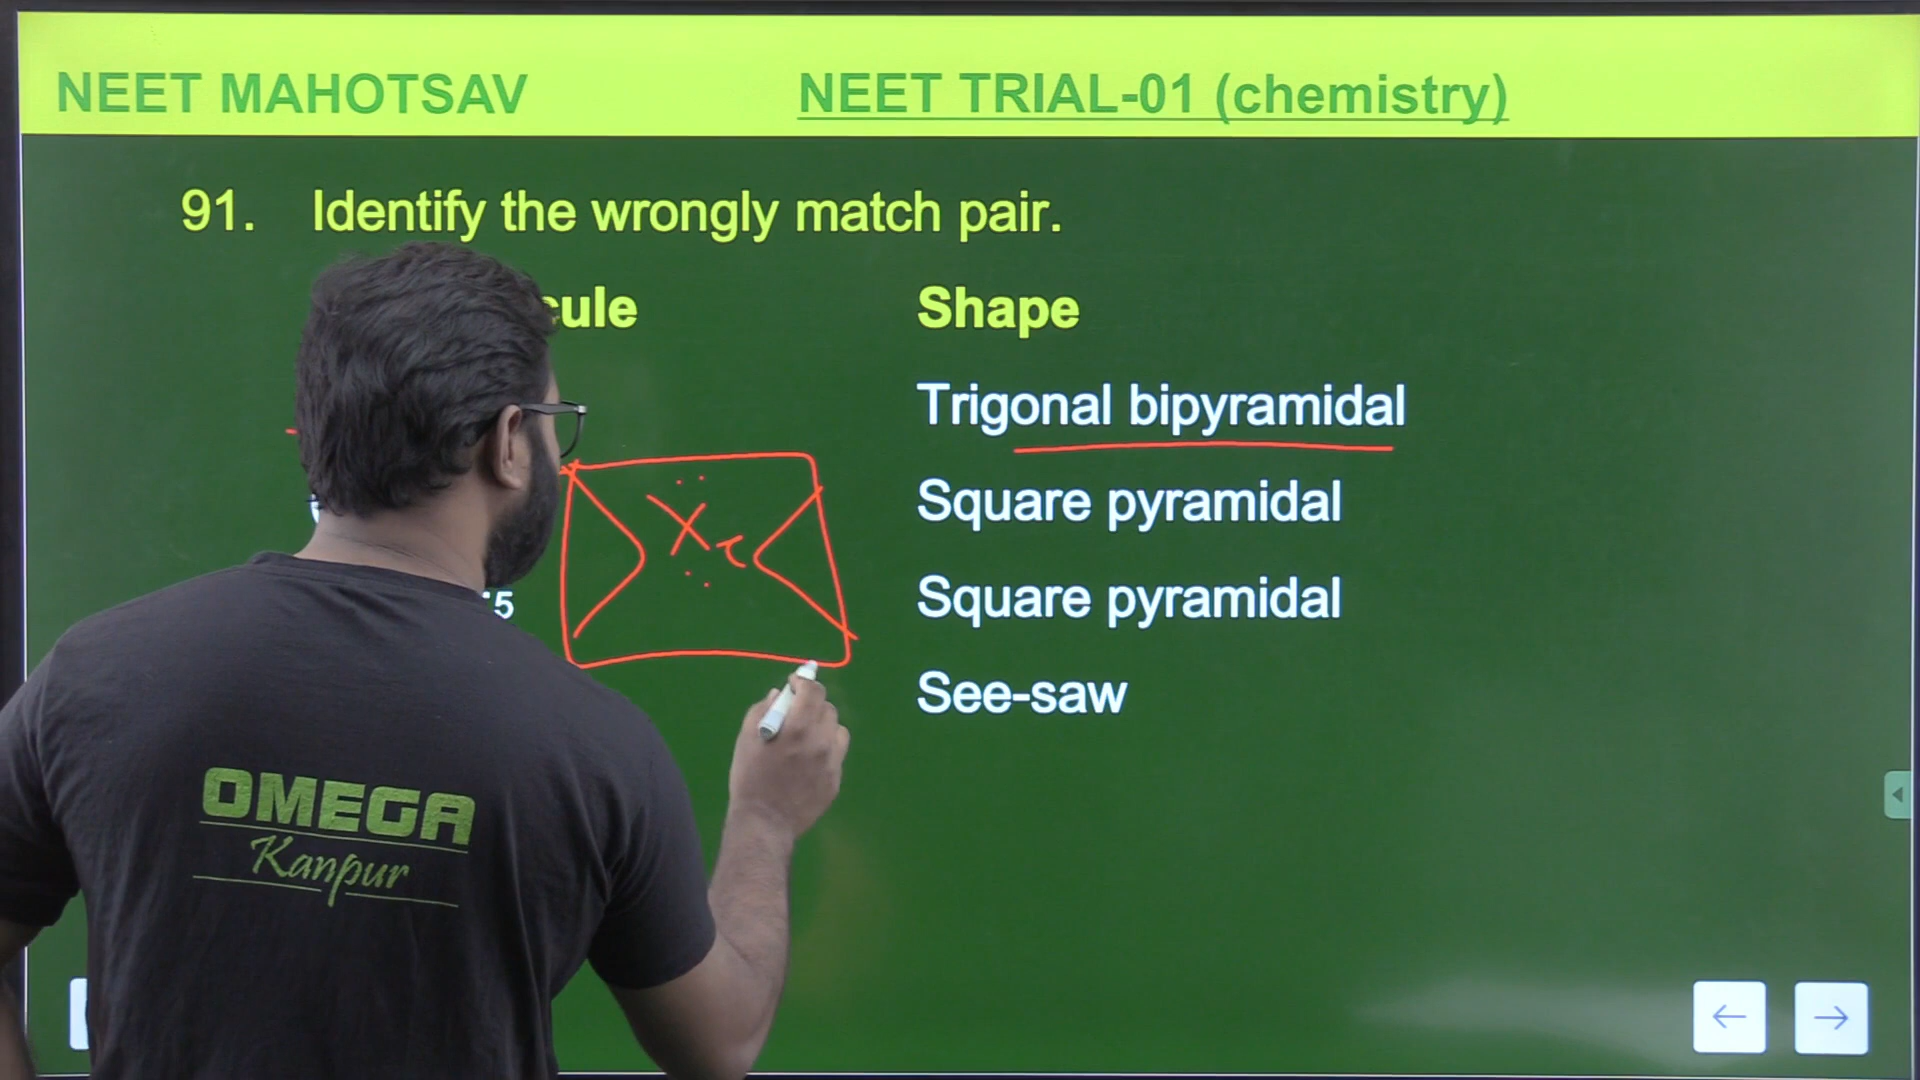 NEET MAHOTSAV
NEET TRIAL-01 (chemistry)
91. Identify the wrongly match pair.
Shape
Trigonal bipyramidal
Square pyramidal
Xe
Square pyramidal
5
See-saw
OMEGA
Kanpur